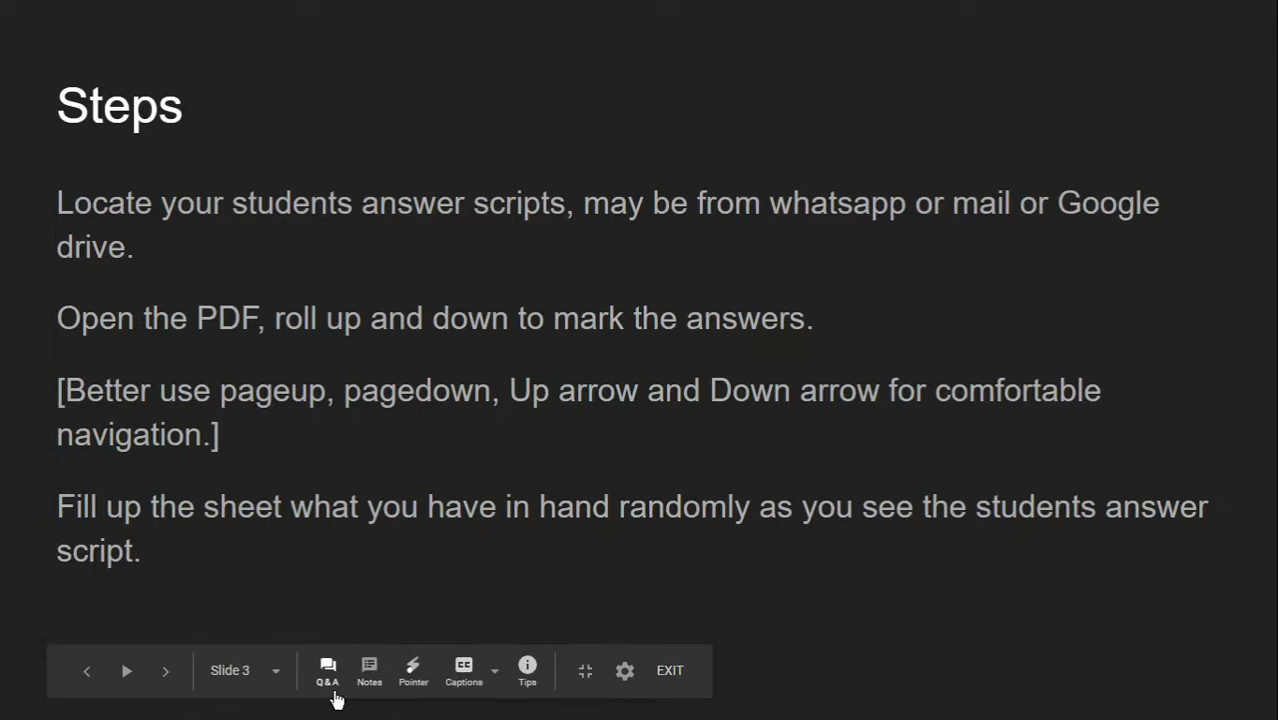 Steps
Locate your students answer scripts, may be from whatsapp or mail or Google
drive.
Open the PDF, roll up and down to mark the answers.
[Better use pageup, pagedown, Up arrow and Down arrow for comfortable
navigation.]
Fill up the sheet what you have in hand randomly as you see the students answer
script.
Slide 3 Q&A Notes Pointer CC Captions Tips EXIT